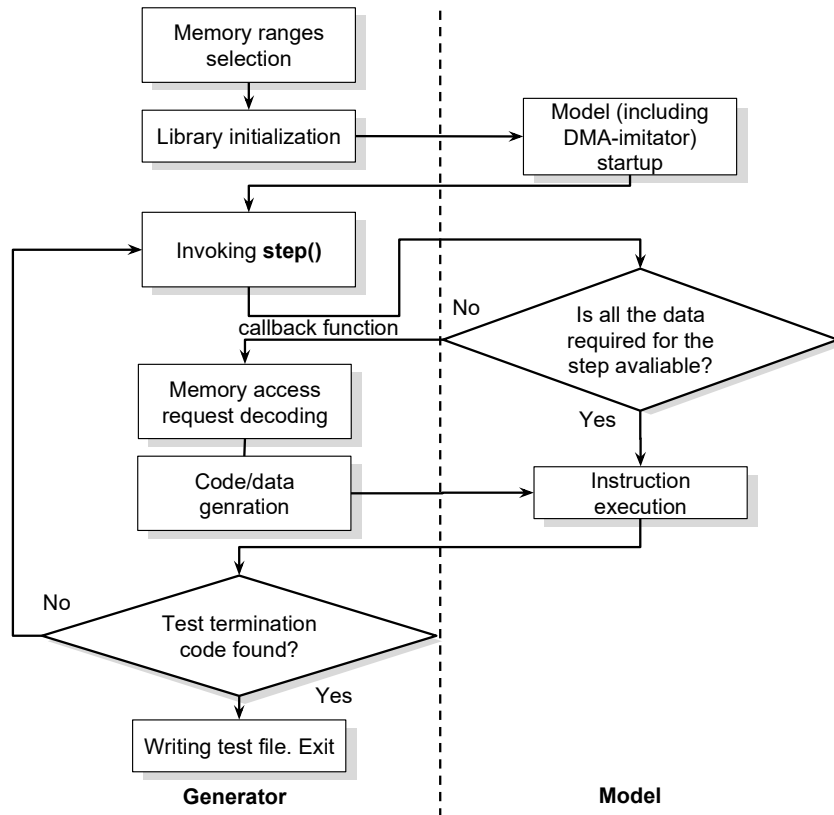 Memory ranges
selection
Library initialization
Model (including
DMA-imitator)
startup
Invoking step()
callback function
No
Is all the data
required for the
step avaliable?
Yes
Memory access
request decoding
Code/data
genration
Instruction
execution
No
Test termination
code found?
Yes
Writing test file. Exit
Generator
Model